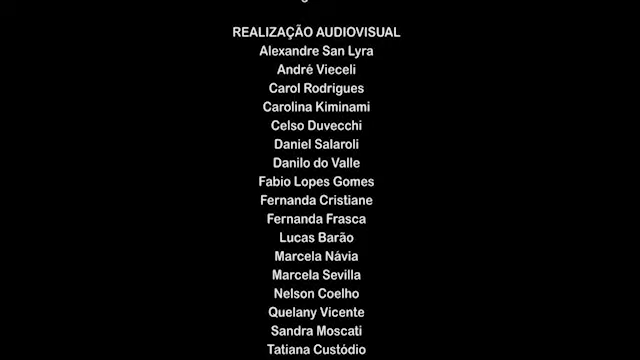 REALIZAÇÃO AUDIOVISUAL
Alexandre San Lyra
André Vieceli
Carol Rodrigues
Carolina Kiminami
Celso Duvecchi
Daniel Salaroli
Danilo do Valle
Fabio Lopes Gomes
Fernanda Cristiane
Fernanda Frasca
Lucas Barão
Marcela Návia
Marcela Sevilla
Nelson Coelho
Quelany Vicente
Sandra Moscati
Tatiana Custódio